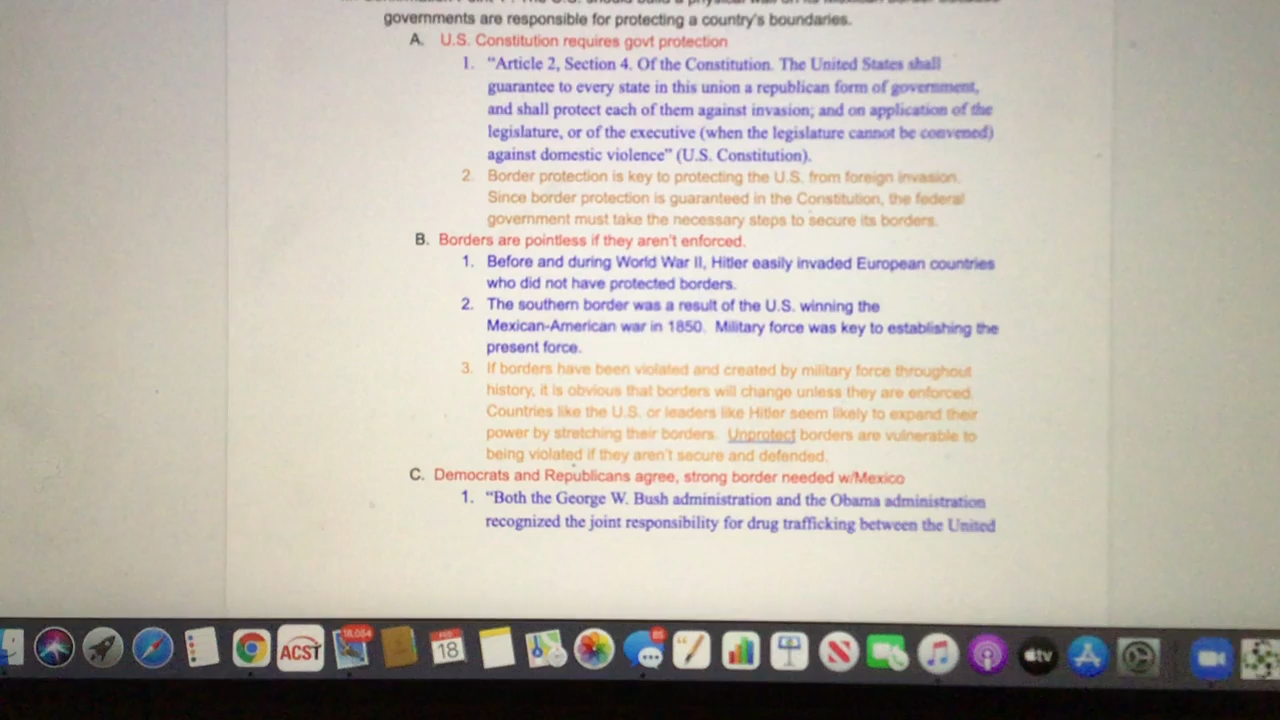 governments are responsible for protecting a country's boundaries.
A. U.S. Constitution requires govt protection
1. "Article 2, Section 4. Of the Constitution. The United States shall
guarantee to every state in this union a republican form of government,
and shall protect each of them against invasion; and on application of the
legislature, or of the executive (when the legislature cannot be convened)
against domestic violence" (U.S. Constitution).
2. Border protection is key to protecting the U.S. from foreign invasion.
Since border protection is guaranteed in the Constitution, the federal
government must take the necessary steps to secure its borders.
B. Borders are pointless if they aren't enforced.
1. Before and during World War II, Hitler easily invaded European countries
who did not have protected borders.
2. The southern border was a result of the U.S. winning the
Mexican-American war in 1850. Military force was key to establishing the
present force.
3. If borders have been violated and created by military force throughout
history, it is obvious that borders will change unless they are enforced.
Countries like the U.S. or leaders like Hitler seem likely to expand their
power by stretching their borders. Unprotect borders are vulnerable to
being violated if they aren't secure and defended.
C. Democrats and Republicans agree, strong border needed w/Mexico
1. "Both the George W. Bush administration and the Obama administration
recognized the joint responsibility for drug trafficking between the United
ACST
18,054
18
85
tv